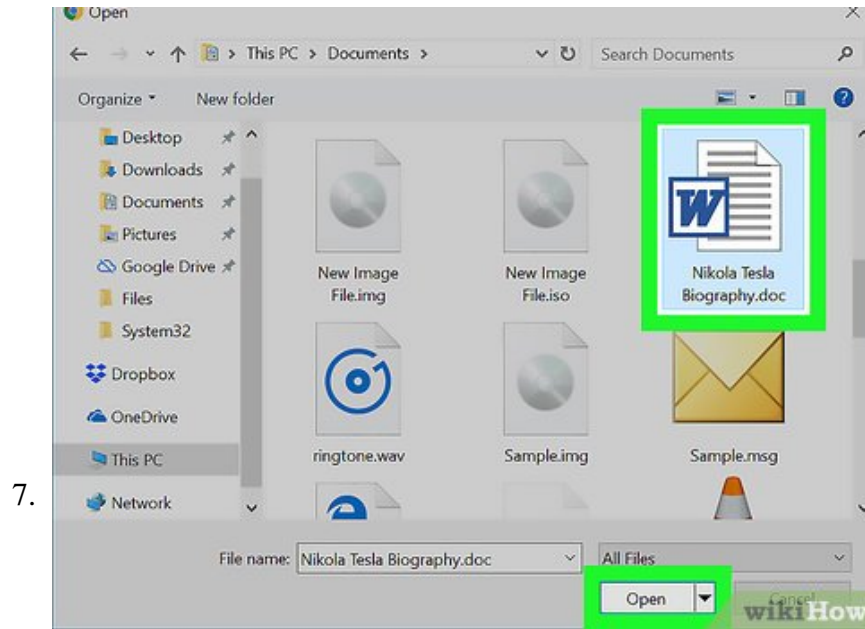 Open
This PC > Documents >
Search Documents
Organize
New folder
Desktop
Downloads
Documents
Pictures
Google Drive
Files
System32
Dropbox
OneDrive
This PC
Network
New Image
File.img
New Image
File.iso
Nikola Tesla
Biography.doc
ringtone.wav
Sample.img
Sample.msg
7.
File name: Nikola Tesla Biography.doc
All Files
Open
Cancel
wikiHow